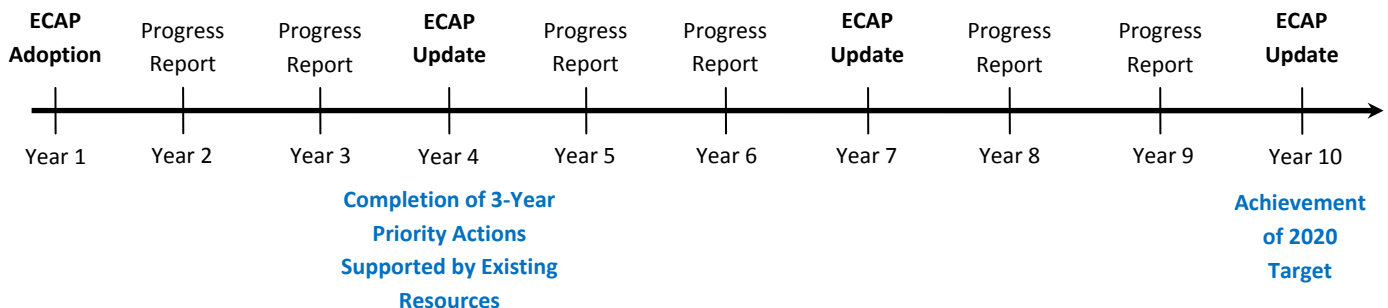 ECAP
Adoption
Progress
Report
Progress
Report
ECAP
Update
Progress
Report
Progress
Report
ECAP
Update
Progress
Report
Progress
Report
ECAP
Update
Year 1
Year 2
Year 3
Year 4
Year 5
Year 6
Year 7
Year 8
Year 9
Year 10
Completion of 3-Year
Priority Actions
Supported by Existing
Resources
Achievement
of 2020
Target